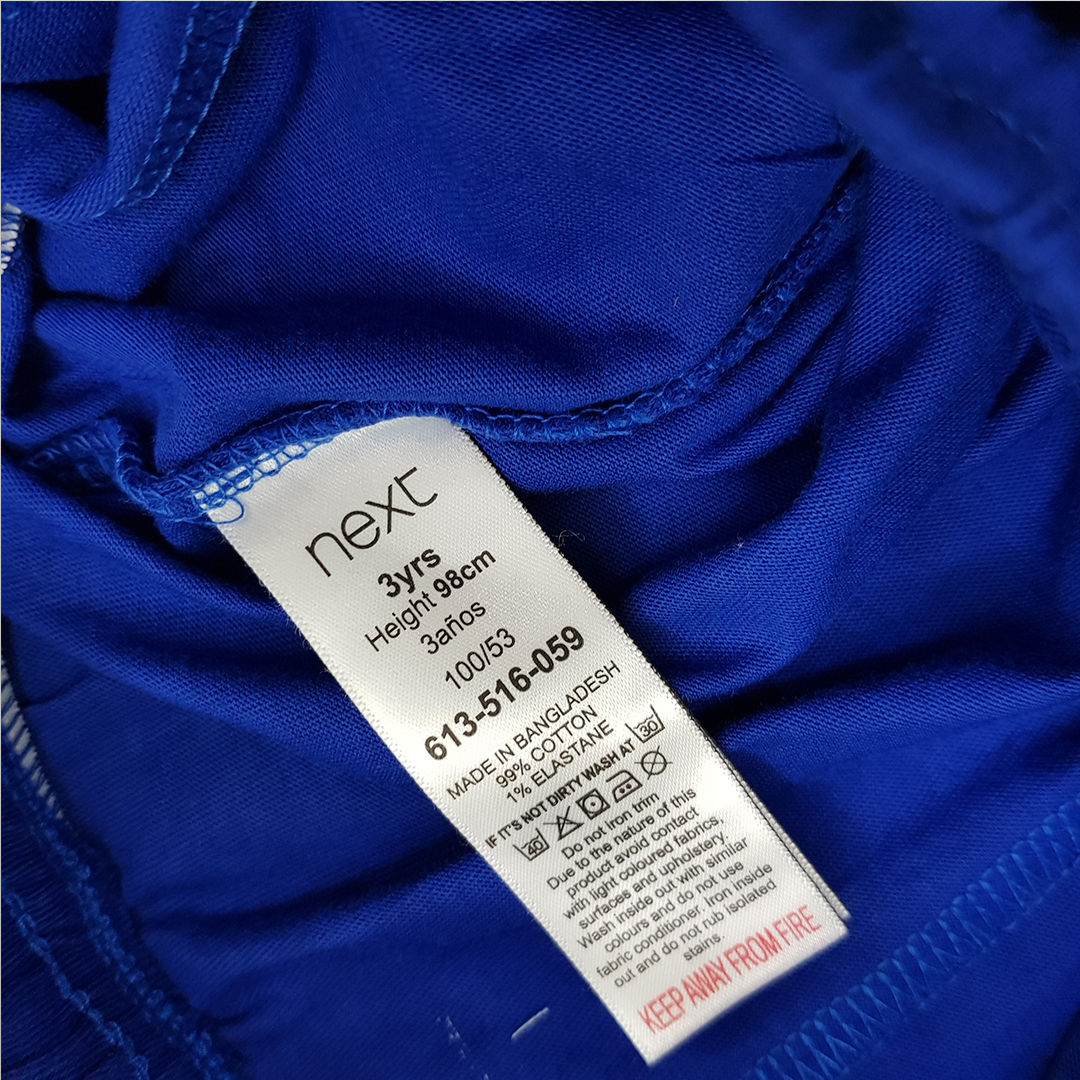 next
3yrs
Height 98cm
3años
100/53
613-516-059
MADE IN BANGLADESH
99% COTTON
1% ELASTANE
IF IT'S NOT DIRTY WASH AT 30
40
Do not iron trim
Due to the nature of this
product avoid contact
with light coloured fabrics,
surfaces and upholstery
Wash inside out with similar
colours and do not use
fabric conditioner. Iron inside
out and do not rub isolated
stains.
KEEP AWAY FROM FIRE